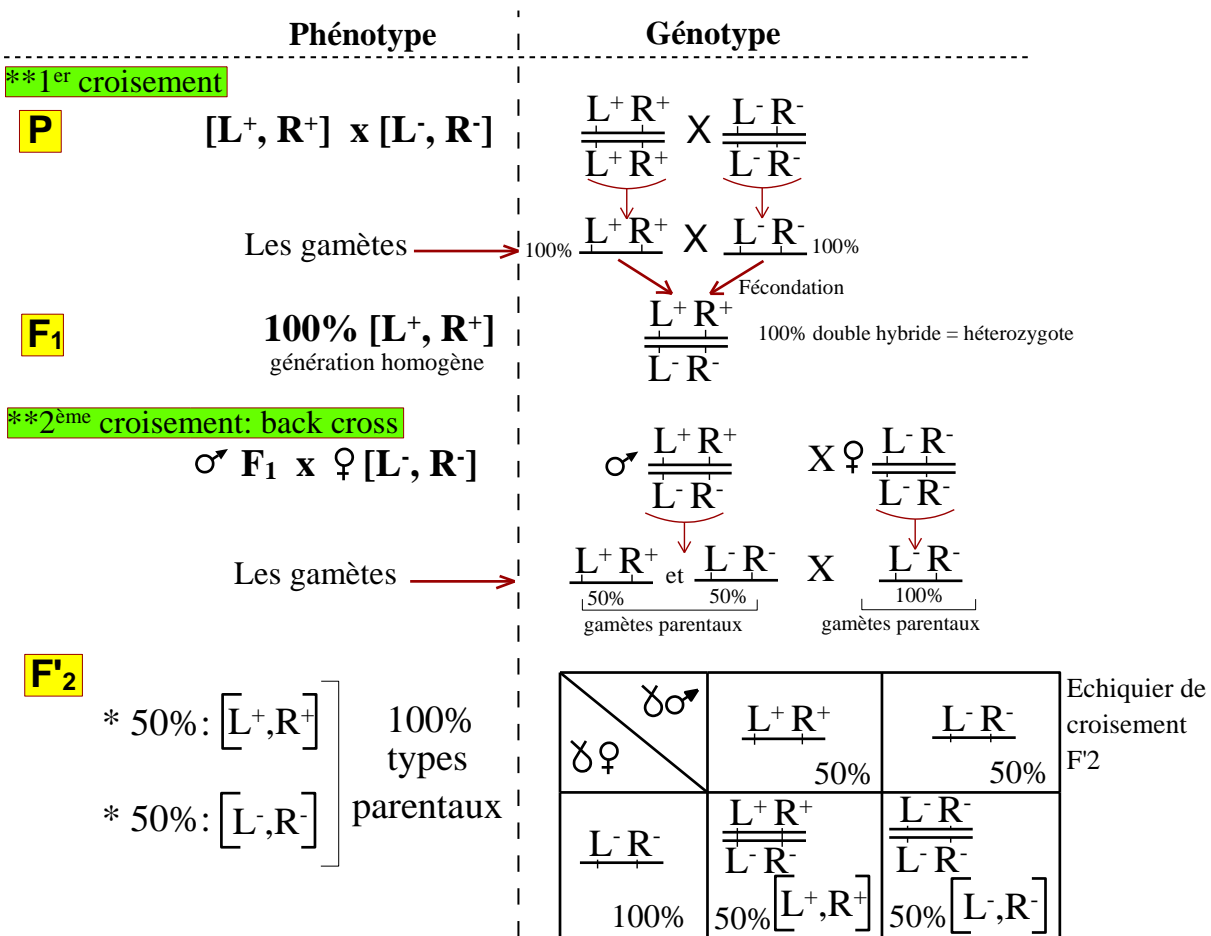 Phénotype Génotype
**1er croisement
P [L+, R+] x [L-, R-] L+ R+ X L- R-
L+ R+ L- R-
Les gamètes 100% L+ R+ X L- R- 100%
Fécondation
F1 100% [L+, R+] L+ R+ 100% double hybride = hétérozygote
génération homogène L- R-
**2ème croisement: back cross
♂ F1 x ♀ [L-, R-] ♂ L+ R+ X ♀ L- R-
L- R- L- R-
Les gamètes L+ R+ et L- R- X L- R-
50% 50% 100%
gamètes parentaux gamètes parentaux
F'2
* 50%: [L+,R+] 100%
types
* 50%: [L-,R-] parentaux
♂ L+ R+ L- R- Echiquier de
croisement
♀ 50% 50% F'2
L- R- L+ R+ L- R-
L- R- L- R-
100% 50% [L+,R+] 50% [L-,R-]